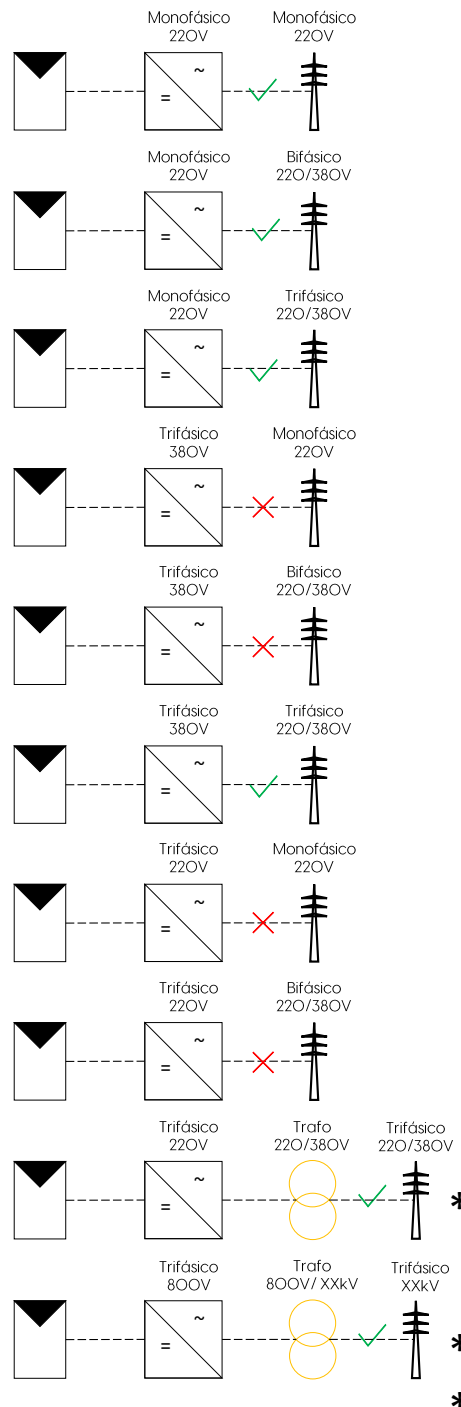 Monofásico Monofásico
220V 220V
~
=
Monofásico Bifásico
220V 220/380V
~
=
Monofásico Trifásico
220V 220/380V
~
=
Trifásico Monofásico
380V 220V
~
=
Trifásico Bifásico
380V 220/380V
~
=
Trifásico Trifásico
380V 220/380V
~
=
Trifásico Monofásico
220V 220V
~
=
Trifásico Bifásico
220V 220/380V
~
=
Trifásico Trafo Trifásico
220V 220/380V 220/380V
~
= *
Trifásico Trafo Trifásico
800V 800V/ XXkV XXkV
~
= *
*